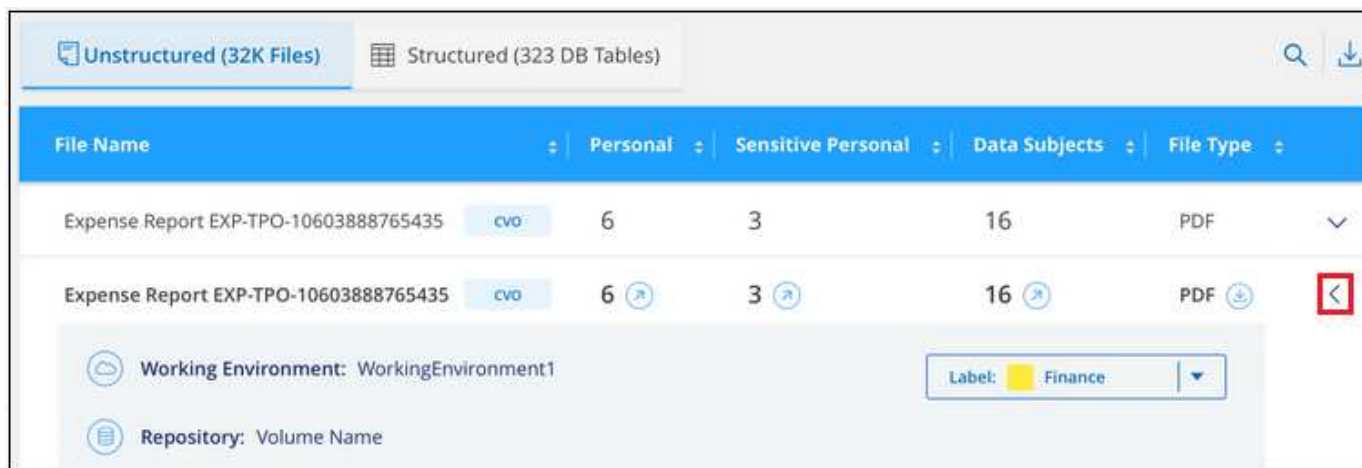 Unstructured (32K Files) Structured (323 DB Tables)
File Name Personal Sensitive Personal Data Subjects File Type
Expense Report EXP-TPO-10603888765435 CVO 6 3 16 PDF
Expense Report EXP-TPO-10603888765435 CVO 6 3 16 PDF
Working Environment: WorkingEnvironment1 Label: Finance
Repository: Volume Name